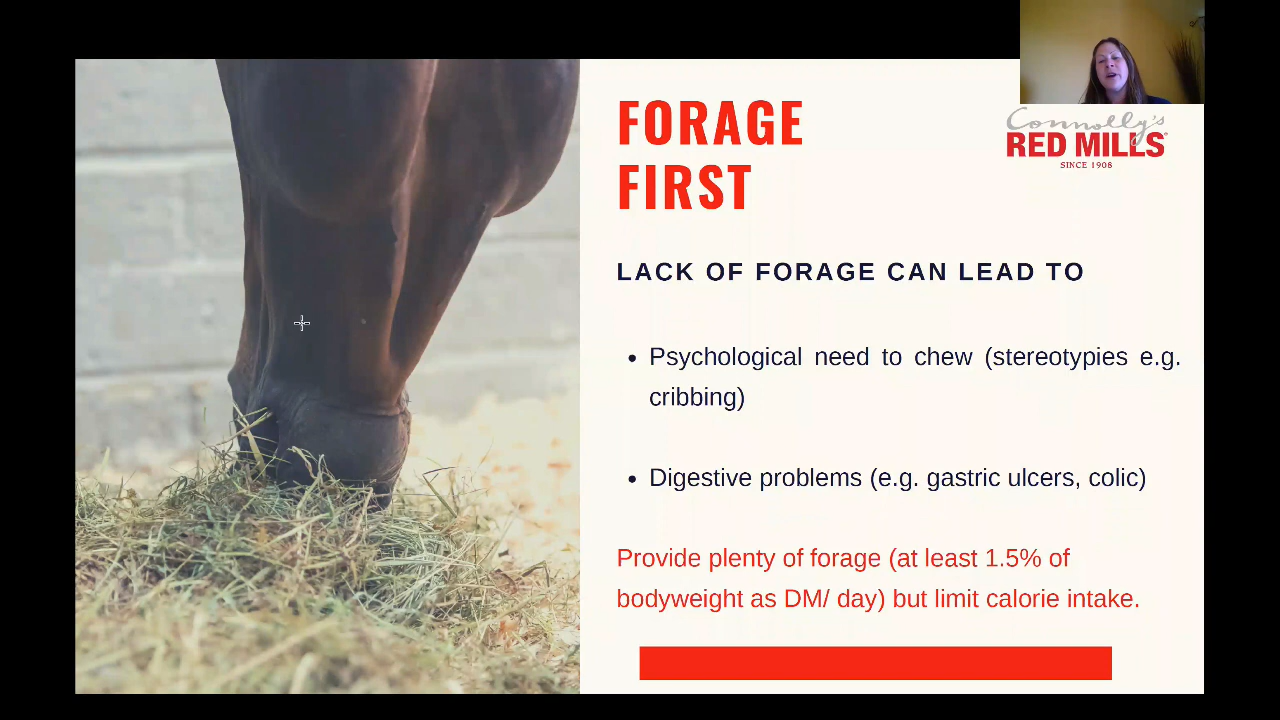 FORAGE
FIRST
Connolly's
RED MILLS
SINCE 1908
LACK OF FORAGE CAN LEAD TO
• Psychological need to chew (stereotypies e.g.
cribbing)
• Digestive problems (e.g. gastric ulcers, colic)
Provide plenty of forage (at least 1.5% of
bodyweight as DM/ day) but limit calorie intake.